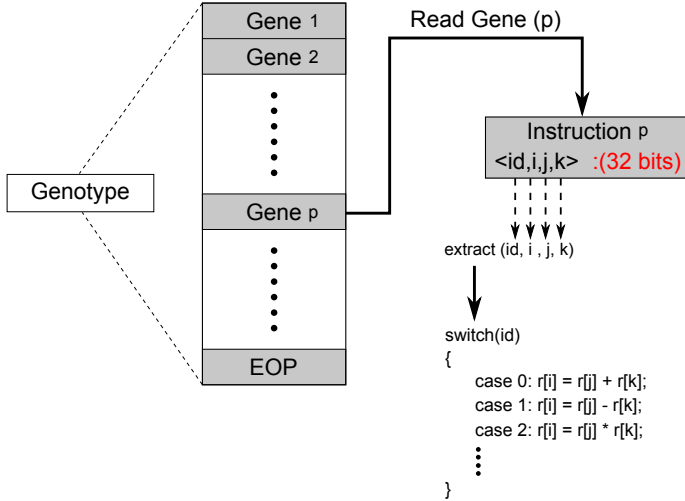 Gene 1
Gene 2
Genotype
Gene p
EOP
Read Gene (p)
Instruction p
<id,i,j,k> :(32 bits)
extract (id, i , j, k)
switch(id)
{
case 0: r[i] = r[j] + r[k];
case 1: r[i] = r[j] - r[k];
case 2: r[i] = r[j] * r[k];
}